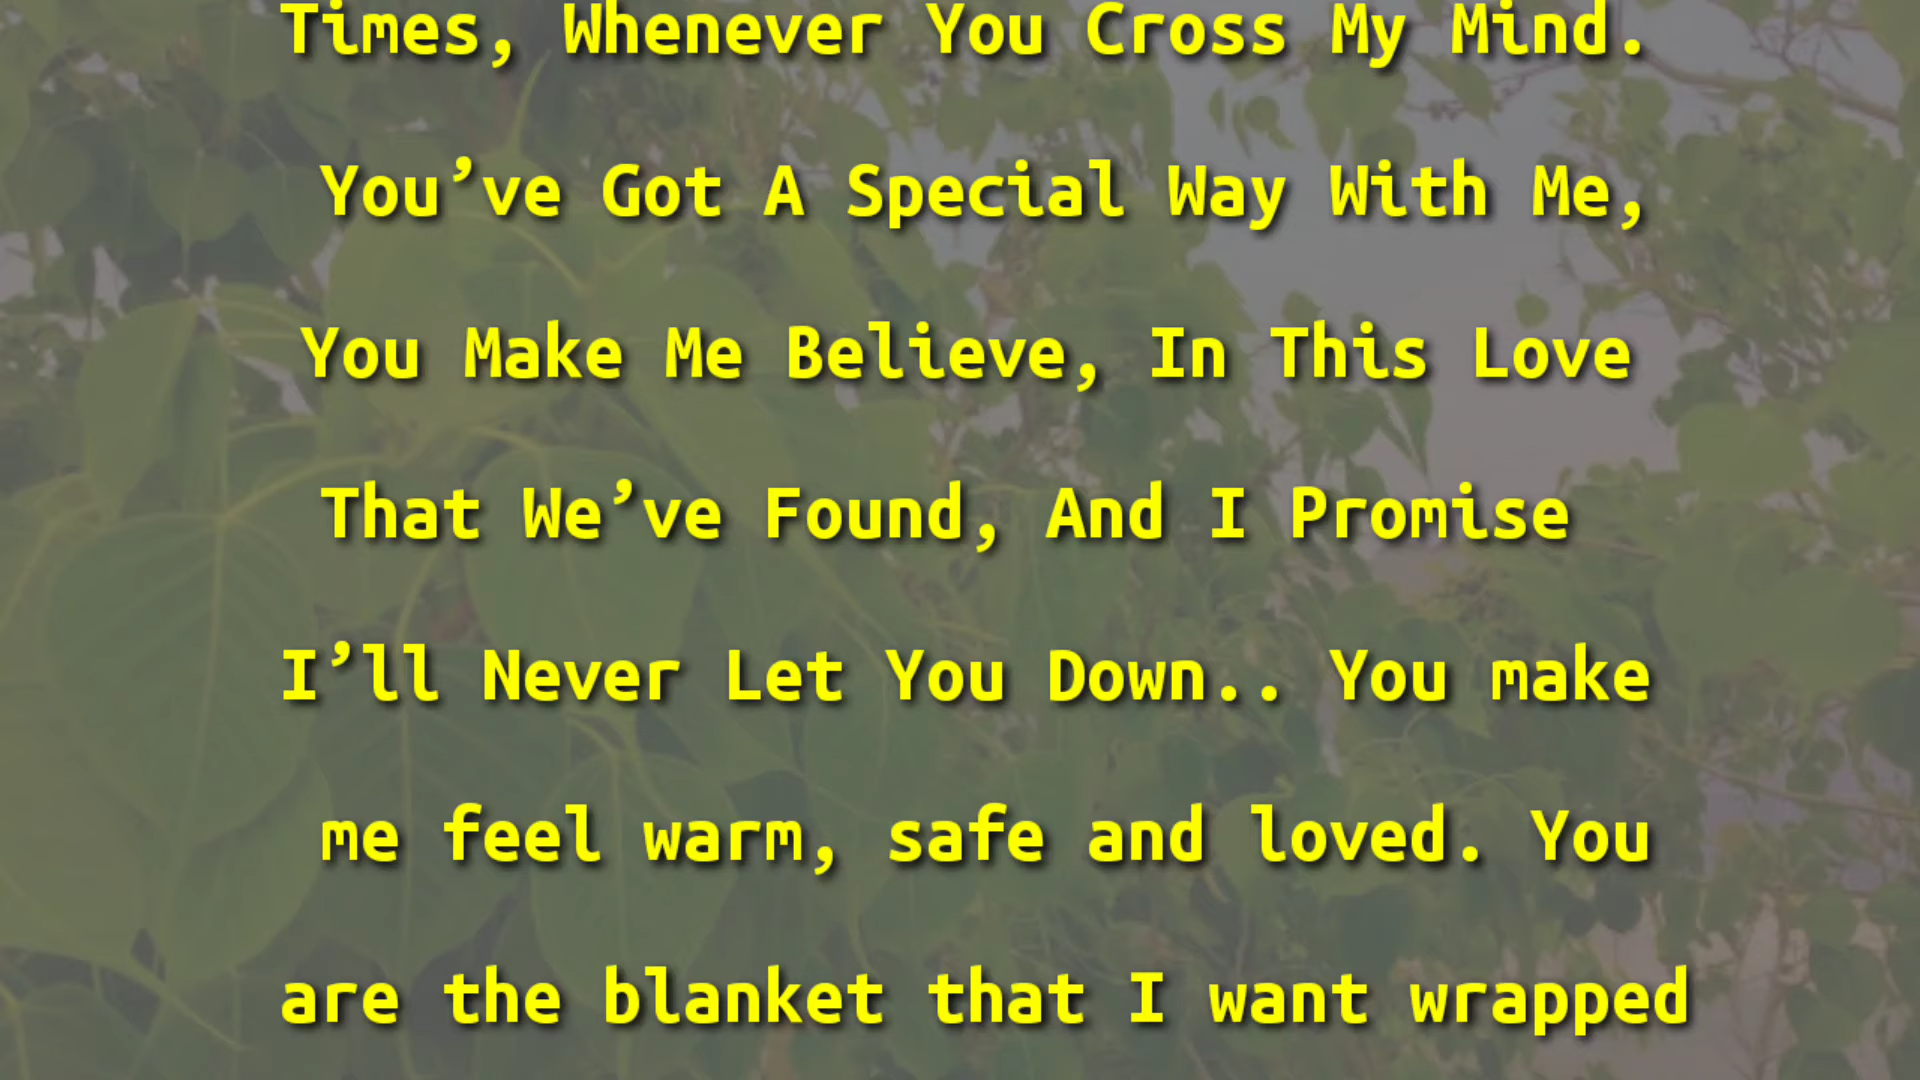 Times, Whenever You Cross My Mind.
You’ve Got A Special Way With Me,
You Make Me Believe, In This Love
That We’ve Found, And I Promise
I’ll Never Let You Down.. You make
me feel warm, safe and loved. You
are the blanket that I want wrapped